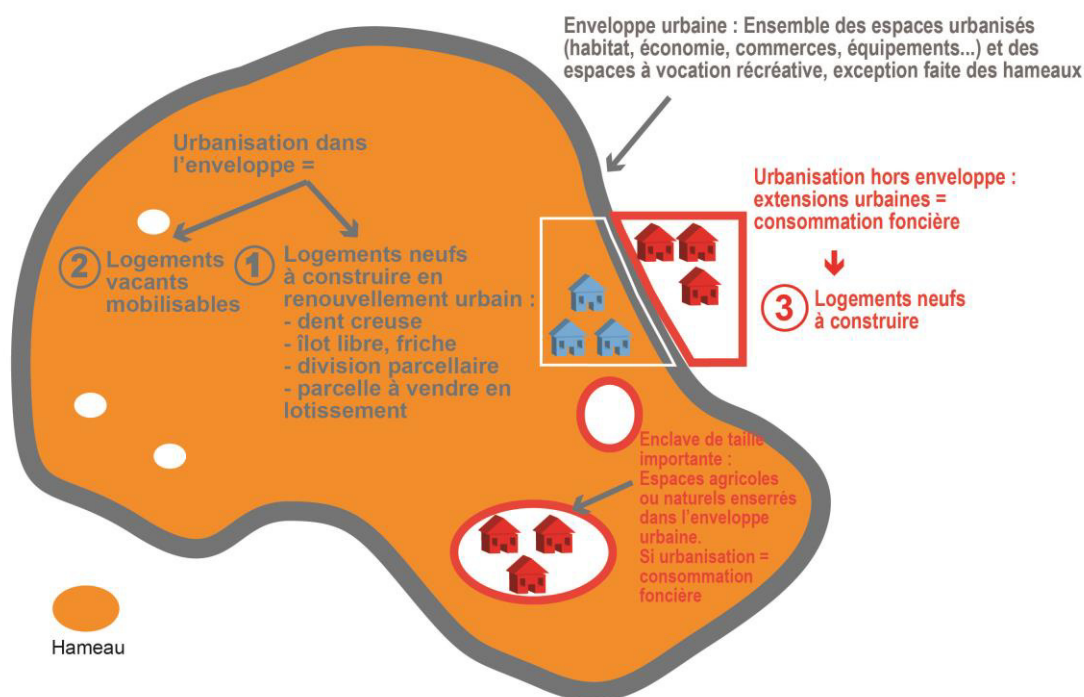 Enveloppe urbaine : Ensemble des espaces urbanisés
(habitat, économie, commerces, équipements...) et des
espaces à vocation récréative, exception faite des hameaux
Urbanisation dans
l'enveloppe =
2
Logements
vacants
mobilisables
1
Logements neufs
à construire en
renouvellement urbain :
- dent creuse
- îlot libre, friche
- division parcellaire
- parcelle à vendre en
lotissement
Urbanisation hors enveloppe :
extensions urbaines =
consommation foncière
3
Logements neufs
à construire
Enclave de taille
importante :
Espaces agricoles
ou naturels enserrés
dans l'enveloppe
urbaine.
Si urbanisation =
consommation
foncière
Hameau